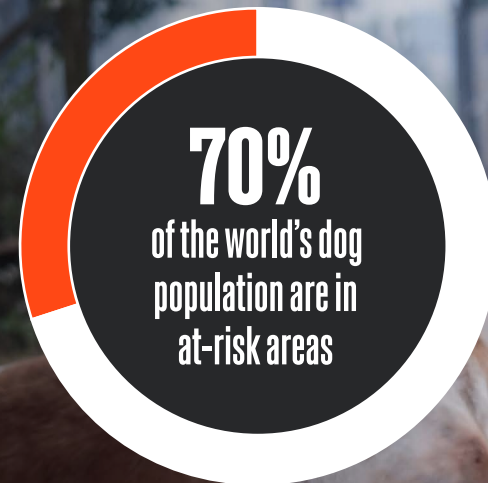 70%
of the world's dog
population are in
at-risk areas